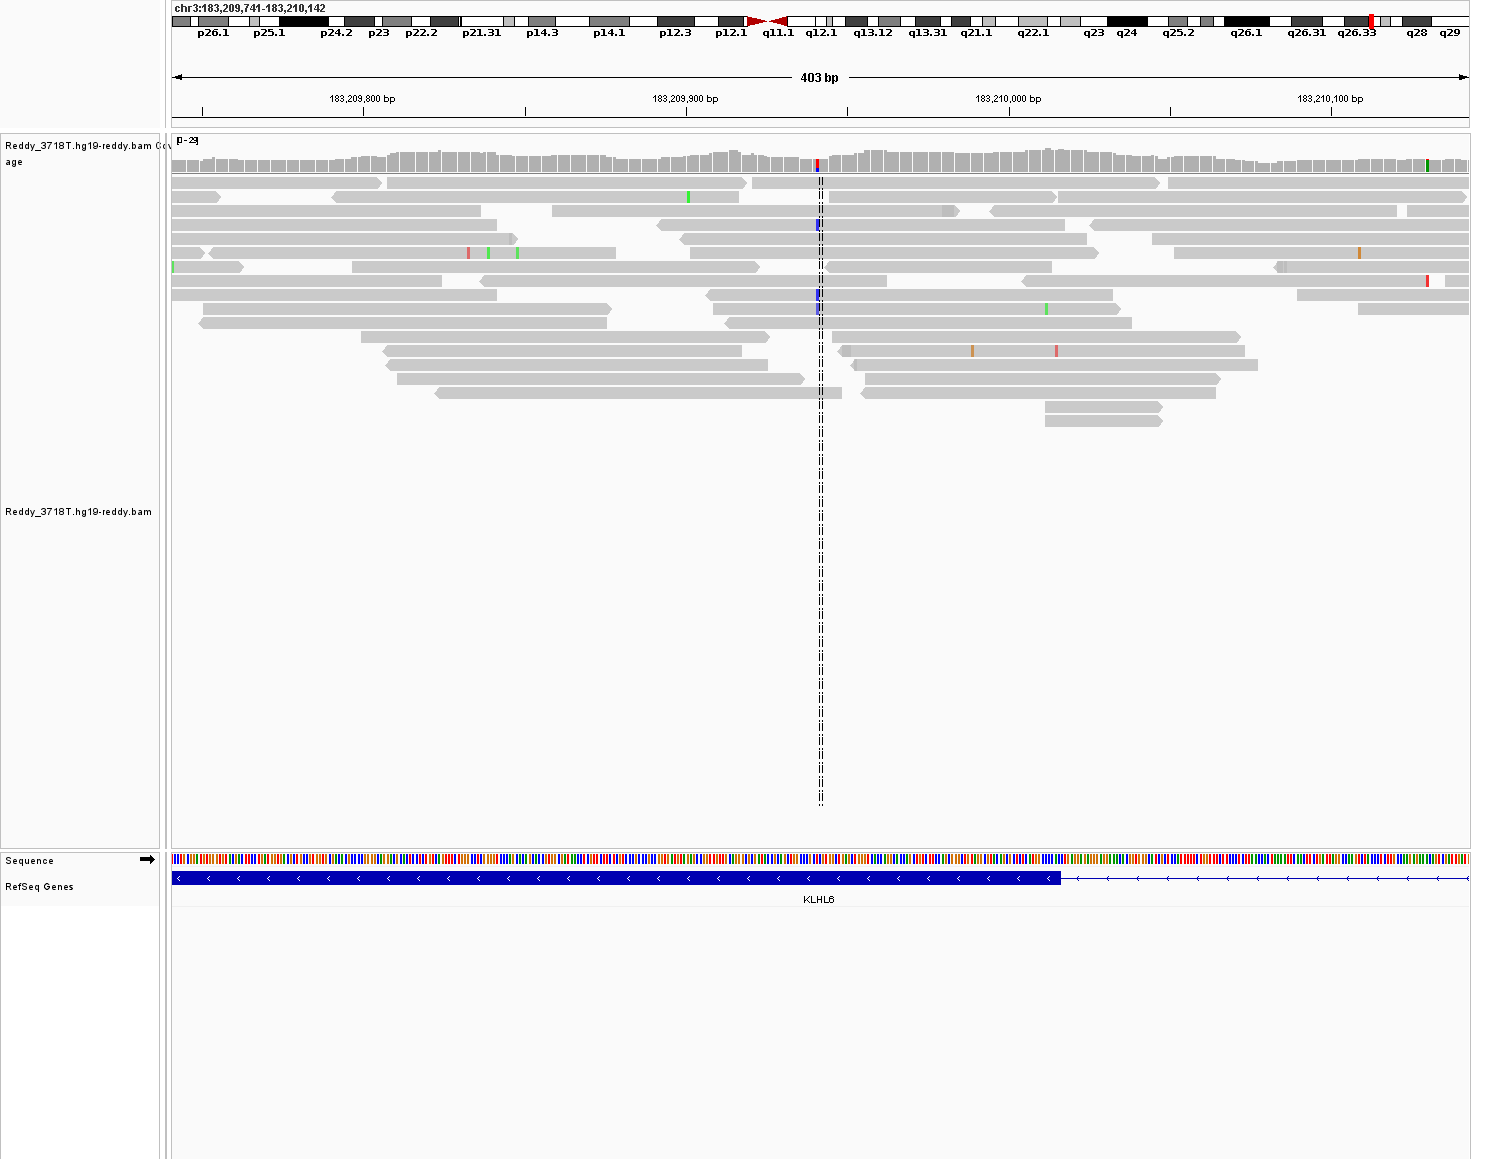 chr3:183,209,741-183,210,142
p26.1 p25.1 p24.2 p23 p22.2 p21.31 p14.3 p14.1 p12.3 p12.1 q11.1 q12.1 q13.12 q13.31 q21.1 q22.1 q23 q24 q25.2 q26.1 q26.31 q26.33 q28 q29
403 bp
183,209,800 bp 183,209,900 bp 183,210,000 bp 183,210,100 bp
[0-29]
Reddy_3718T.hg19-reddy.bam Cov
age
Reddy_3718T.hg19-reddy.bam
Sequence
RefSeq Genes
KLHL6